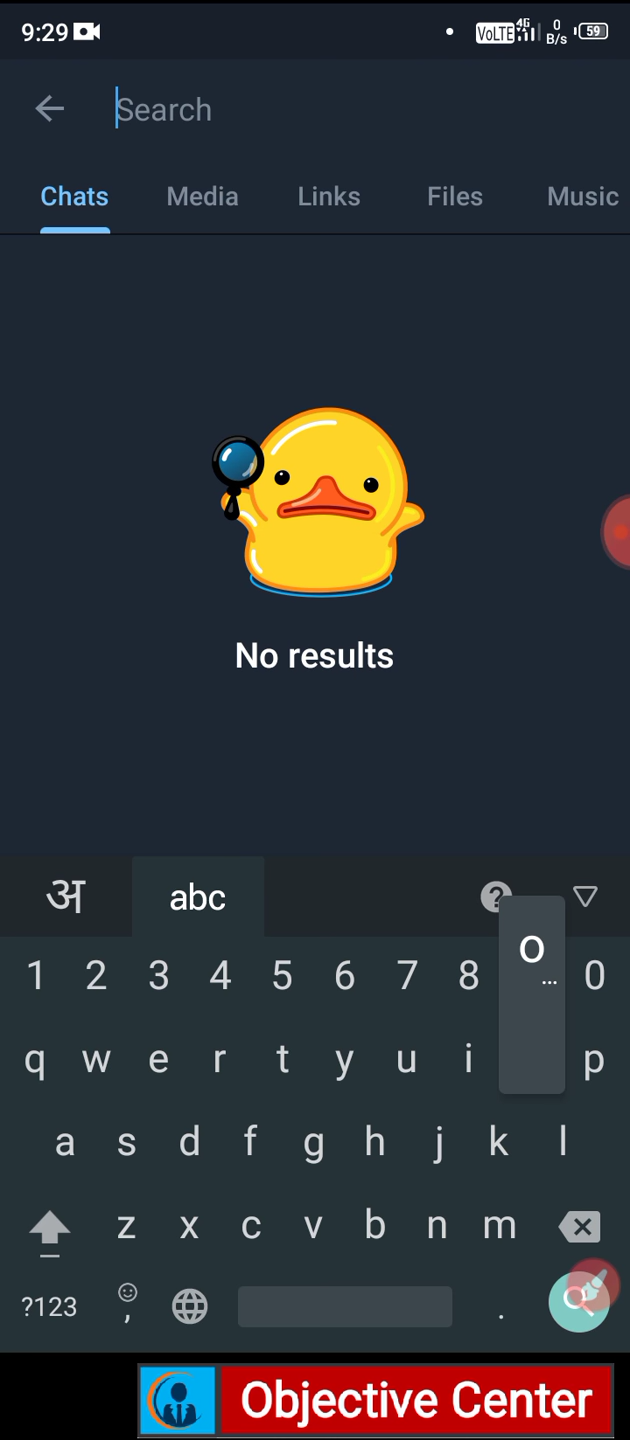 9:29 VoLTE 4G 0 B/s 59
Search
Chats Media Links Files Music
No results
अ abc ?
1 2 3 4 5 6 7 8 0
o
...
q w e r t y u i p
a s d f g h j k l
z x c v b n m
?123 , .
Objective Center